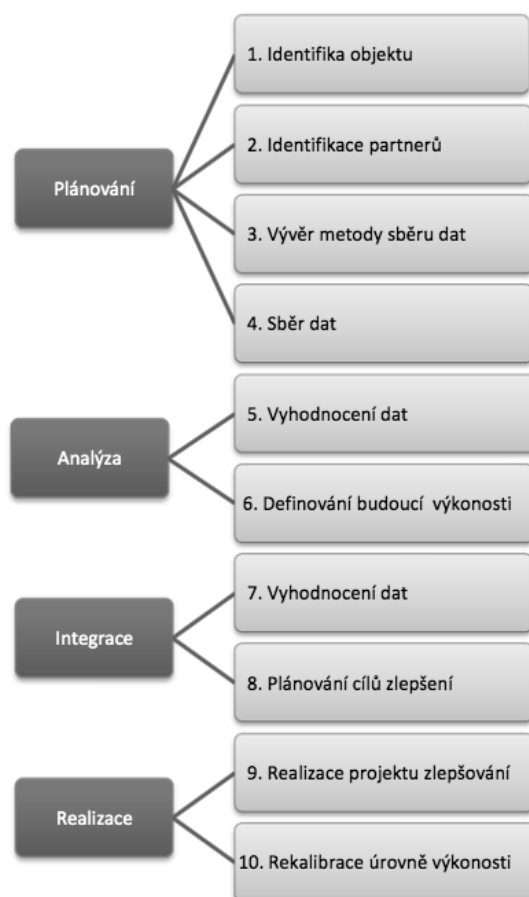 Plánování
1. Identifika objektu
2. Identifikace partnerů
3. Vývěr metody sběru dat
4. Sběr dat
Analýza
5. Vyhodnocení dat
6. Definování budoucí  výkonosti
Integrace
7. Vyhodnocení dat
8. Plánování cílů zlepšení
Realizace
9. Realizace projektu zlepšování
10. Rekalibrace úrovně výkonosti